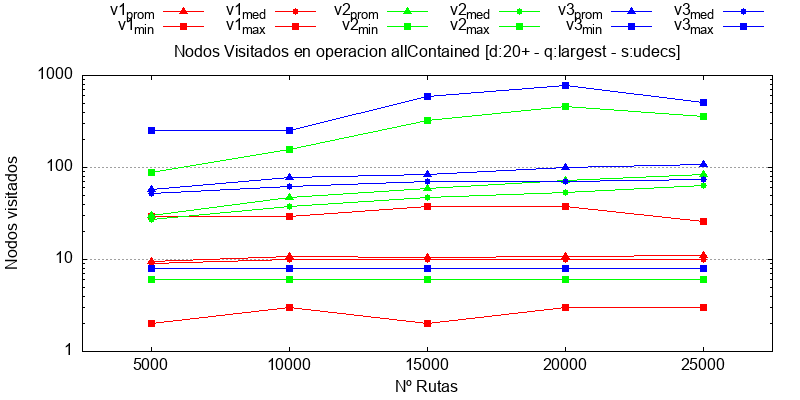 v1prom v1med v2prom v2med v3prom v3med
v1min v1max v2min v2max v3min v3max
Nodos Visitados en operacion allContained [d:20+ - q:largest - s:udecs]
1000
100
Nodos visitados
10
1
5000 10000 15000 20000 25000
Nº Rutas